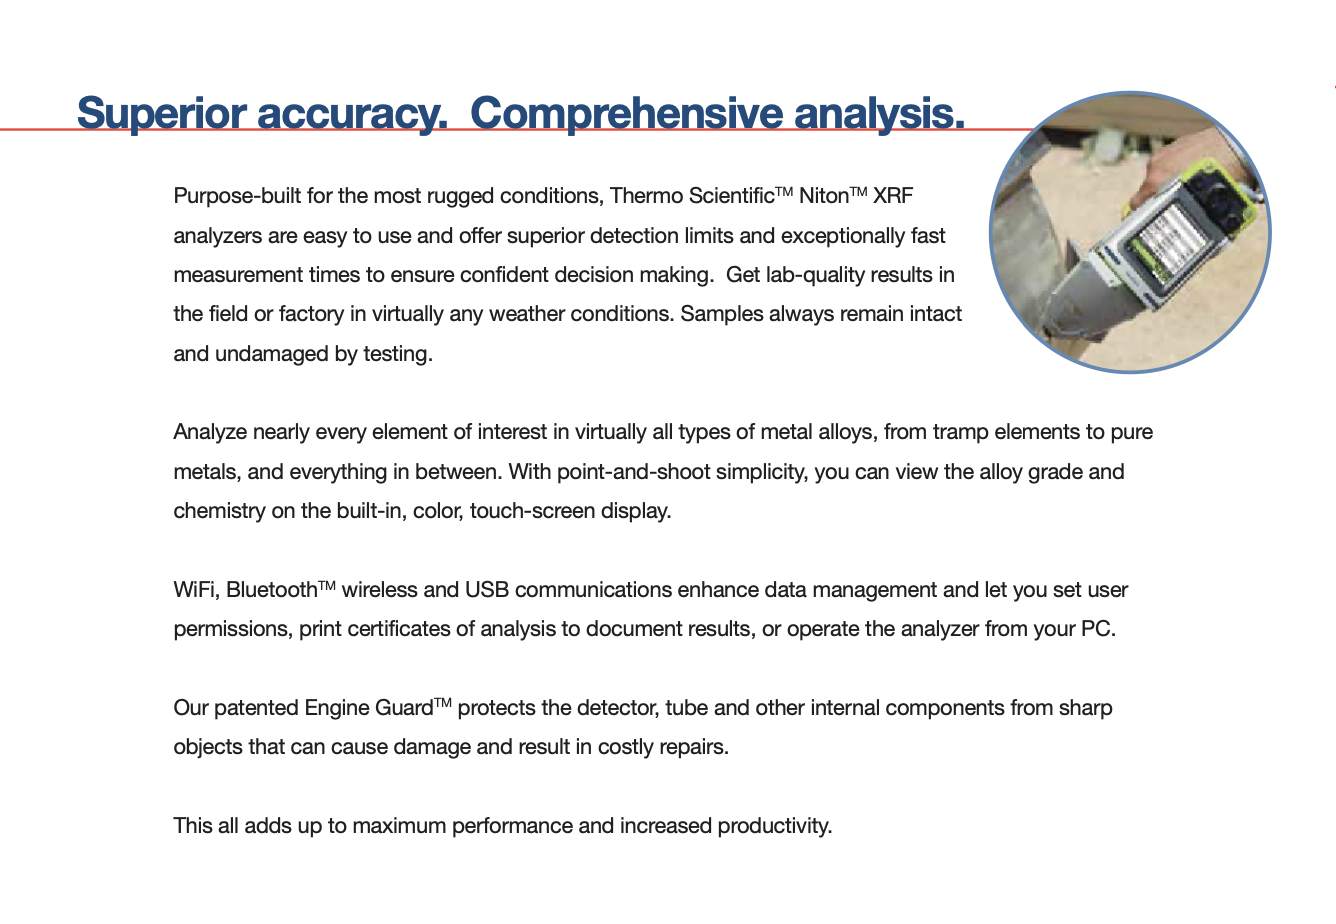 Superior accuracy.  Comprehensive analysis.
Purpose-built for the most rugged conditions, Thermo Scientific™ Niton™ XRF
analyzers are easy to use and offer superior detection limits and exceptionally fast
measurement times to ensure confident decision making.  Get lab-quality results in
the field or factory in virtually any weather conditions. Samples always remain intact
and undamaged by testing.
Analyze nearly every element of interest in virtually all types of metal alloys, from tramp elements to pure
metals, and everything in between. With point-and-shoot simplicity, you can view the alloy grade and
chemistry on the built-in, color, touch-screen display.
WiFi, Bluetooth™ wireless and USB communications enhance data management and let you set user
permissions, print certificates of analysis to document results, or operate the analyzer from your PC.
Our patented Engine Guard™ protects the detector, tube and other internal components from sharp
objects that can cause damage and result in costly repairs.
This all adds up to maximum performance and increased productivity.